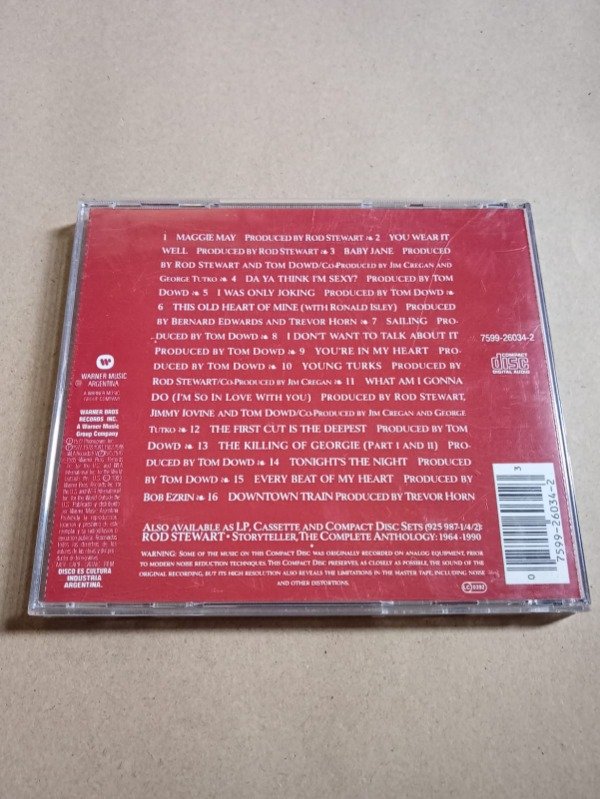 1 MAGGIE MAY PRODUCED BY ROD STEWART ❧ 2 YOU WEAR IT
WELL PRODUCED BY ROD STEWART ❧ 3 BABY JANE PRODUCED
BY ROD STEWART AND TOM DOWD/CO-PRODUCED BY JIM CREGAN AND
GEORGE TUTKO ❧ 4 DA YA THINK I'M SEXY? PRODUCED BY TOM
DOWD ❧ 5 I WAS ONLY JOKING PRODUCED BY TOM DOWD ❧
6 THIS OLD HEART OF MINE (WITH RONALD ISLEY) PRODUCED
BY BERNARD EDWARDS AND TREVOR HORN ❧ 7 SAILING PRO-
DUCED BY TOM DOWD ❧ 8 I DON'T WANT TO TALK ABOUT IT
PRODUCED BY TOM DOWD ❧ 9 YOU'RE IN MY HEART PRO-
DUCED BY TOM DOWD ❧ 10 YOUNG TURKS PRODUCED BY
ROD STEWART/CO-PRODUCED BY JIM CREGAN ❧ 11 WHAT AM I GONNA
DO (I'M SO IN LOVE WITH YOU) PRODUCED BY ROD STEWART,
JIMMY IOVINE AND TOM DOWD/CO-PRODUCED BY JIM CREGAN AND GEORGE
TUTKO ❧ 12 THE FIRST CUT IS THE DEEPEST PRODUCED BY TOM
DOWD ❧ 13 THE KILLING OF GEORGIE (PART I AND II) PRO-
DUCED BY TOM DOWD ❧ 14 TONIGHT'S THE NIGHT PRODUCED
BY TOM DOWD ❧ 15 EVERY BEAT OF MY HEART PRODUCED BY
BOB EZRIN ❧ 16 DOWNTOWN TRAIN PRODUCED BY TREVOR HORN
ALSO AVAILABLE AS LP, CASSETTE AND COMPACT DISC SETS (925 987-1/4/2):
ROD STEWART • STORYTELLER, THE COMPLETE ANTHOLOGY: 1964-1990
WARNING: SOME OF THE MUSIC ON THIS COMPACT DISC WAS ORIGINALLY RECORDED ON ANALOG EQUIPMENT, PRIOR
TO MODERN NOISE REDUCTION TECHNIQUES. THIS COMPACT DISC PRESERVES, AS CLOSELY AS POSSIBLE, THE SOUND OF THE
ORIGINAL RECORDING, BUT ITS HIGH RESOLUTION ALSO REVEALS THE LIMITATIONS IN THE MASTER TAPE, INCLUDING NOISE
AND OTHER DISTORTIONS.
LC 0392
7599-26034-2
COMPACT
disc
DIGITAL AUDIO
3
7599-26034-2
0
WARNER MUSIC
ARGENTINA
A WARNER MUSIC
GROUP COMPANY
WARNER BROS
RECORDS INC.
A Warner Music
Group Company
DISCO ES CULTURA
INDUSTRIA
ARGENTINA.